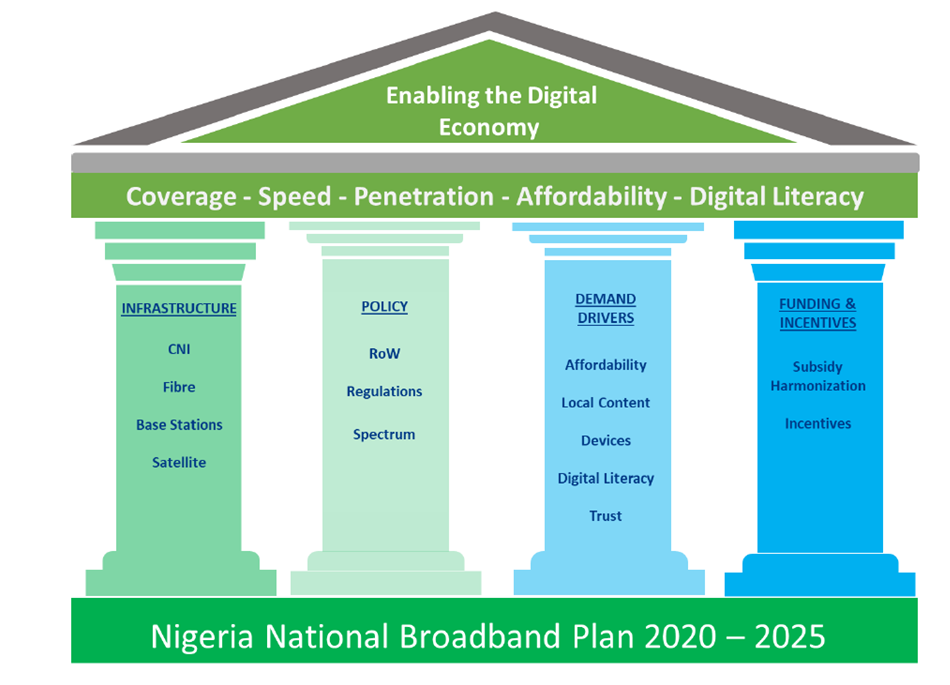 Enabling the Digital
Economy
Coverage - Speed - Penetration - Affordability - Digital Literacy
INFRASTRUCTURE
CNI
Fibre
Base Stations
Satellite
POLICY
RoW
Regulations
Spectrum
DEMAND
DRIVERS
Affordability
Local Content
Devices
Digital Literacy
Trust
FUNDING &
INCENTIVES
Subsidy
Harmonization
Incentives
Nigeria National Broadband Plan 2020 – 2025